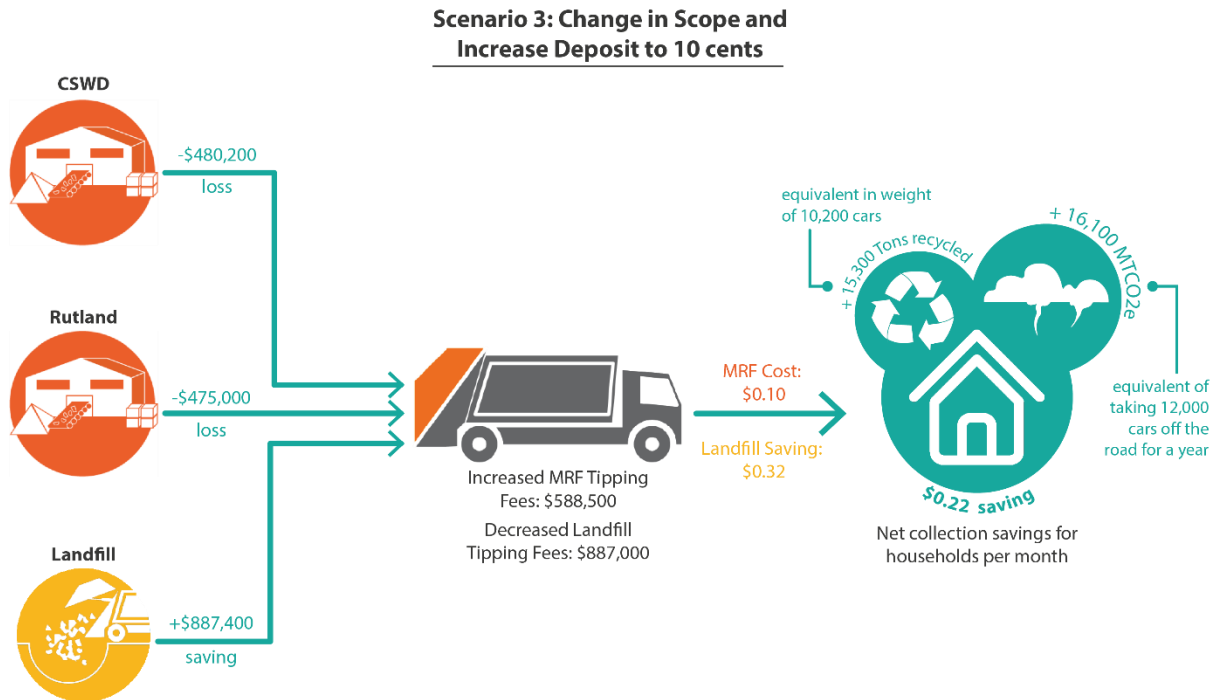 Scenario 3: Change in Scope and
Increase Deposit to 10 cents
CSWD
-$480,200
loss
Rutland
-$475,000
loss
Landfill
+$887,400
saving
Increased MRF Tipping
Fees: $588,500
Decreased Landfill
Tipping Fees: $887,000
MRF Cost:
$0.10
Landfill Saving:
$0.32
equivalent in weight
of 10,200 cars
+ 15,300 Tons recycled
+ 16,100 MTCO2e
equivalent of
taking 12,000
cars off the
road for a year
$0.22 saving
Net collection savings for
households per month